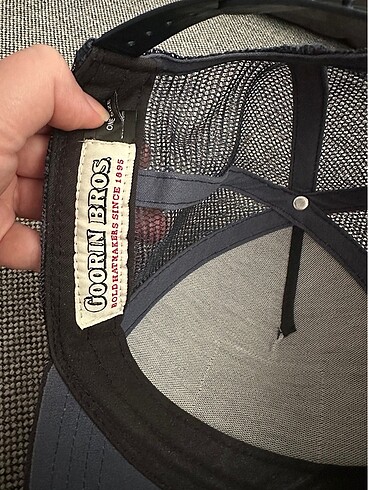 GOORIN BROS.
BOLD HATMAKERS SINCE 1895